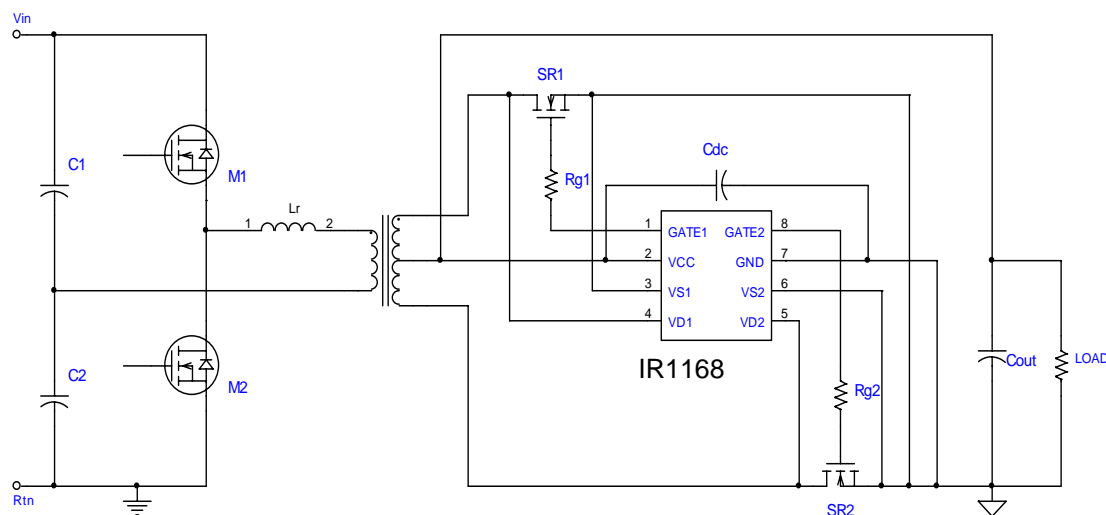 Vin
SR1
C1
M1
Cdc
Rg1
1 Lr 2
1 GATE1 GATE2 8
2 VCC GND 7
3 VS1 VS2 6
4 VD1 VD2 5
IR1168
C2
M2
Rg2
Cout
LOAD
Rtn
SR2